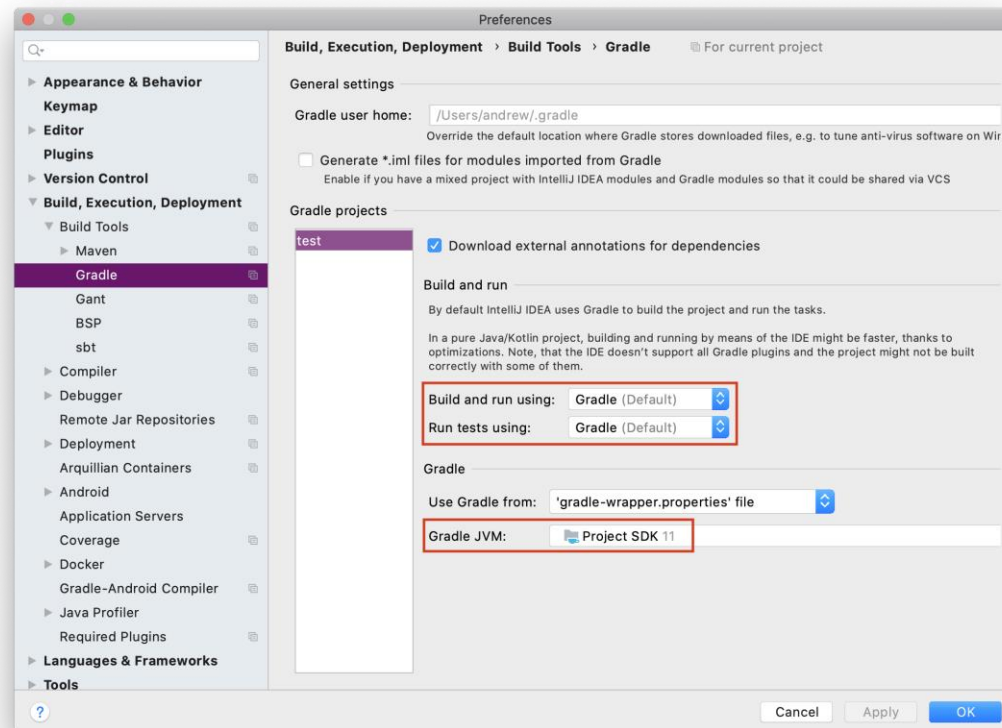 Preferences
Build, Execution, Deployment › Build Tools › Gradle
For current project
Appearance & Behavior
Keymap
Editor
Plugins
Version Control
Build, Execution, Deployment
Build Tools
Maven
Gradle
Gant
BSP
sbt
Compiler
Debugger
Remote Jar Repositories
Deployment
Arquillian Containers
Android
Application Servers
Coverage
Docker
Gradle-Android Compiler
Java Profiler
Required Plugins
Languages & Frameworks
Tools
General settings
Gradle user home: /Users/andrew/.gradle
Override the default location where Gradle stores downloaded files, e.g. to tune anti-virus software on Win
Generate *.iml files for modules imported from Gradle
Enable if you have a mixed project with IntelliJ IDEA modules and Gradle modules so that it could be shared via VCS
Gradle projects
test
Download external annotations for dependencies
Build and run
By default IntelliJ IDEA uses Gradle to build the project and run the tasks.
In a pure Java/Kotlin project, building and running by means of the IDE might be faster, thanks to
optimizations. Note, that the IDE doesn't support all Gradle plugins and the project might not be built
correctly with some of them.
Build and run using: Gradle (Default)
Run tests using: Gradle (Default)
Gradle
Use Gradle from: 'gradle-wrapper.properties' file
Gradle JVM: Project SDK 11
?
Cancel
Apply
OK